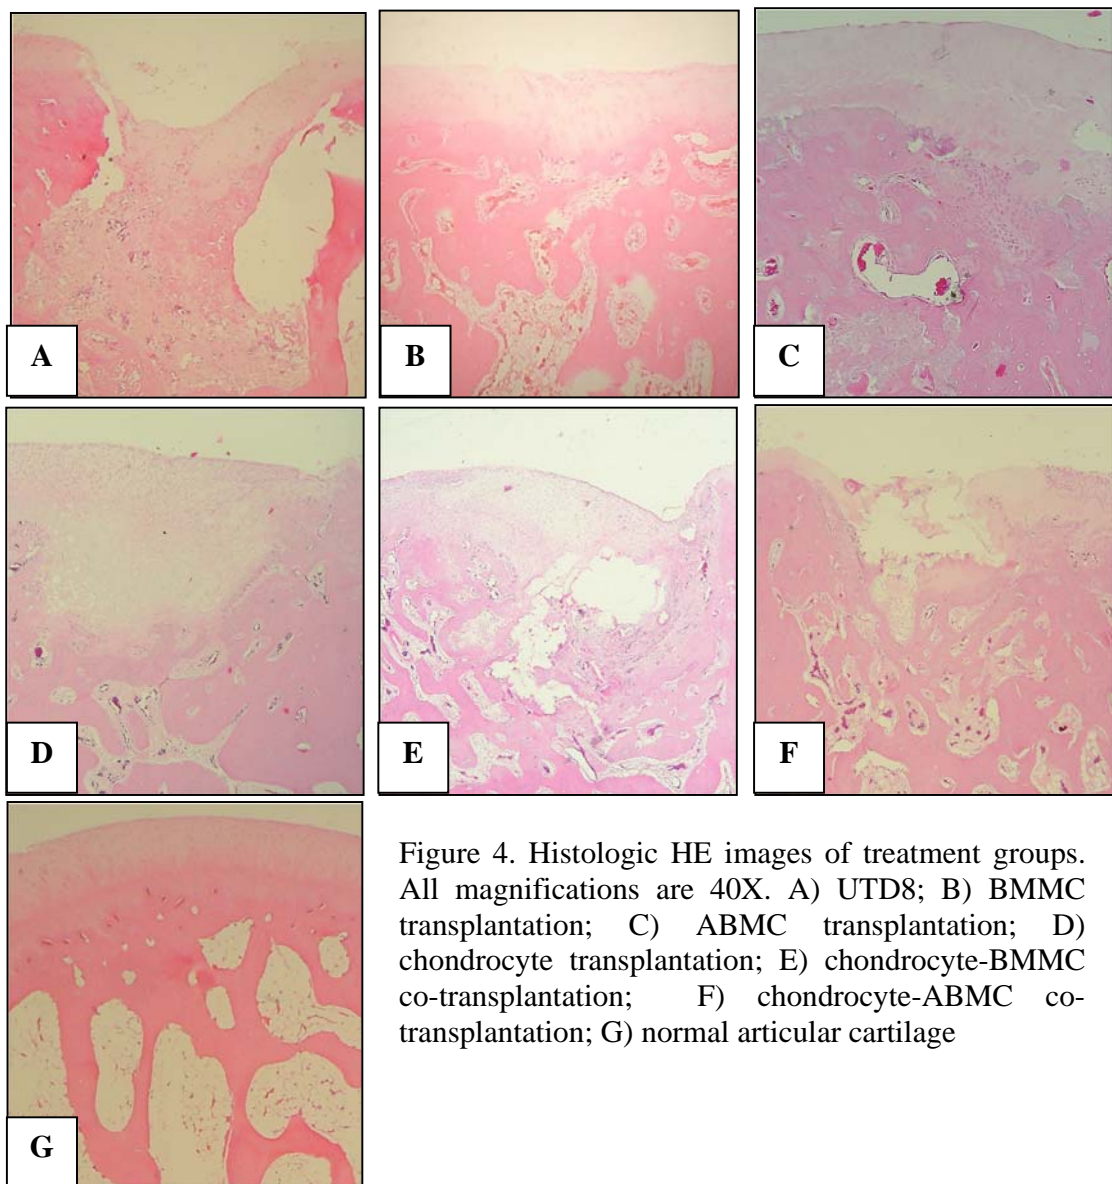 A
B
C
D
E
F
G
Figure 4. Histologic HE images of treatment groups.
All magnifications are 40X. A) UTD8; B) BMMC
transplantation; C) ABMC transplantation; D)
chondrocyte transplantation; E) chondrocyte-BMMC
co-transplantation; F) chondrocyte-ABMC co-
transplantation; G) normal articular cartilage